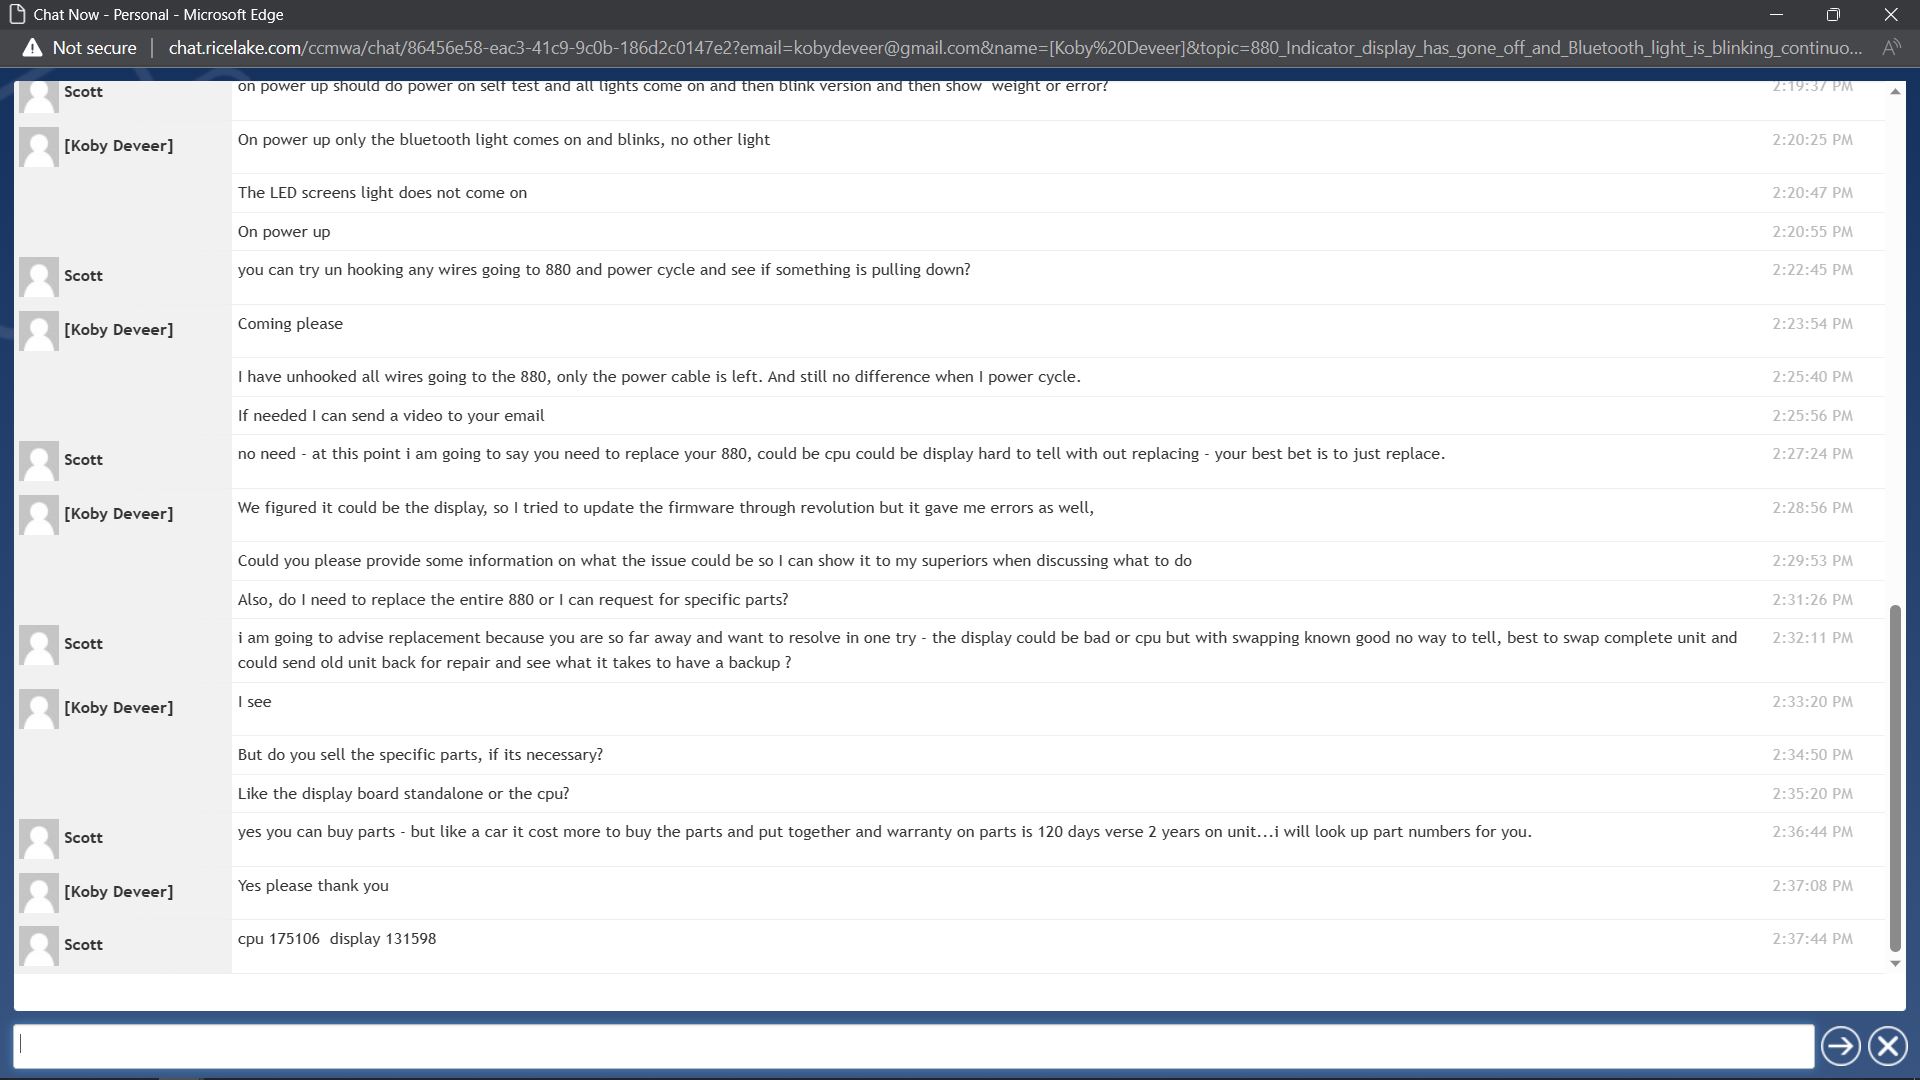 Chat Now - Personal - Microsoft Edge
Not secure | chat.ricelake.com/ccmwa/chat/86456e58-eac3-41c9-9c0b-186d2c0147e2?email=kobydeveer@gmail.com&name=[Koby%20Deveer]&topic=880_Indicator_display_has_gone_off_and_Bluetooth_light_is_blinking_continuo...
Scott on power up should do power on self test and all lights come on and then blink version and then show weight or error? 2:19:37 PM
[Koby Deveer] On power up only the bluetooth light comes on and blinks, no other light 2:20:25 PM
The LED screens light does not come on 2:20:47 PM
On power up 2:20:55 PM
Scott you can try un hooking any wires going to 880 and power cycle and see if something is pulling down? 2:22:45 PM
[Koby Deveer] Coming please 2:23:54 PM
I have unhooked all wires going to the 880, only the power cable is left. And still no difference when I power cycle. 2:25:40 PM
If needed I can send a video to your email 2:25:56 PM
Scott no need - at this point i am going to say you need to replace your 880, could be cpu could be display hard to tell with out replacing - your best bet is to just replace. 2:27:24 PM
[Koby Deveer] We figured it could be the display, so I tried to update the firmware through revolution but it gave me errors as well, 2:28:56 PM
Could you please provide some information on what the issue could be so I can show it to my superiors when discussing what to do 2:29:53 PM
Also, do I need to replace the entire 880 or I can request for specific parts? 2:31:26 PM
Scott i am going to advise replacement because you are so far away and want to resolve in one try - the display could be bad or cpu but with swapping known good no way to tell, best to swap complete unit and 2:32:11 PM
could send old unit back for repair and see what it takes to have a backup ?
[Koby Deveer] I see 2:33:20 PM
But do you sell the specific parts, if its necessary? 2:34:50 PM
Like the display board standalone or the cpu? 2:35:20 PM
Scott yes you can buy parts - but like a car it cost more to buy the parts and put together and warranty on parts is 120 days verse 2 years on unit...i will look up part numbers for you. 2:36:44 PM
[Koby Deveer] Yes please thank you 2:37:08 PM
Scott cpu 175106 display 131598 2:37:44 PM